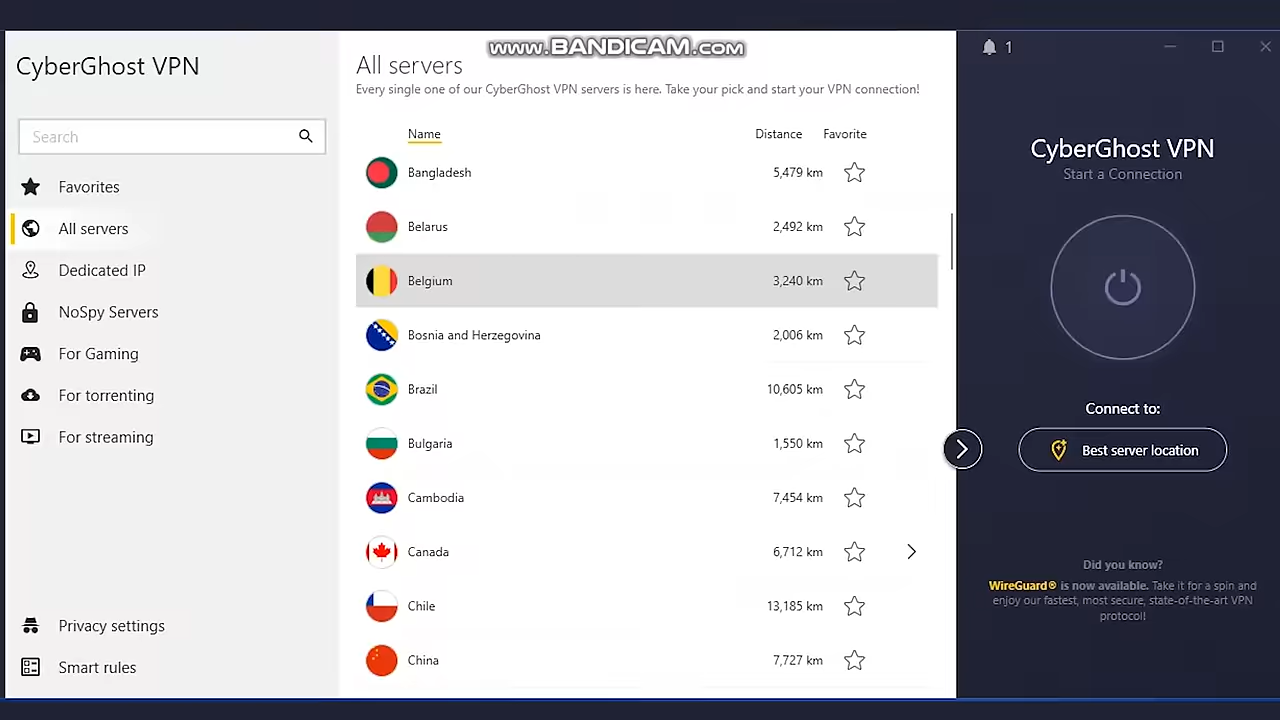 www.BANDICAM.com
CyberGhost VPN
Search
Favorites
All servers
Dedicated IP
NoSpy Servers
For Gaming
For torrenting
For streaming
Privacy settings
Smart rules
All servers
Every single one of our CyberGhost VPN servers is here. Take your pick and start your VPN connection!
Name Distance Favorite
Bangladesh 5,479 km
Belarus 2,492 km
Belgium 3,240 km
Bosnia and Herzegovina 2,006 km
Brazil 10,605 km
Bulgaria 1,550 km
Cambodia 7,454 km
Canada 6,712 km
Chile 13,185 km
China 7,727 km
1
CyberGhost VPN
Start a Connection
Connect to:
Best server location
Did you know?
WireGuard® is now available. Take it for a spin and
enjoy our fastest, most secure, state-of-the-art VPN
protocol!